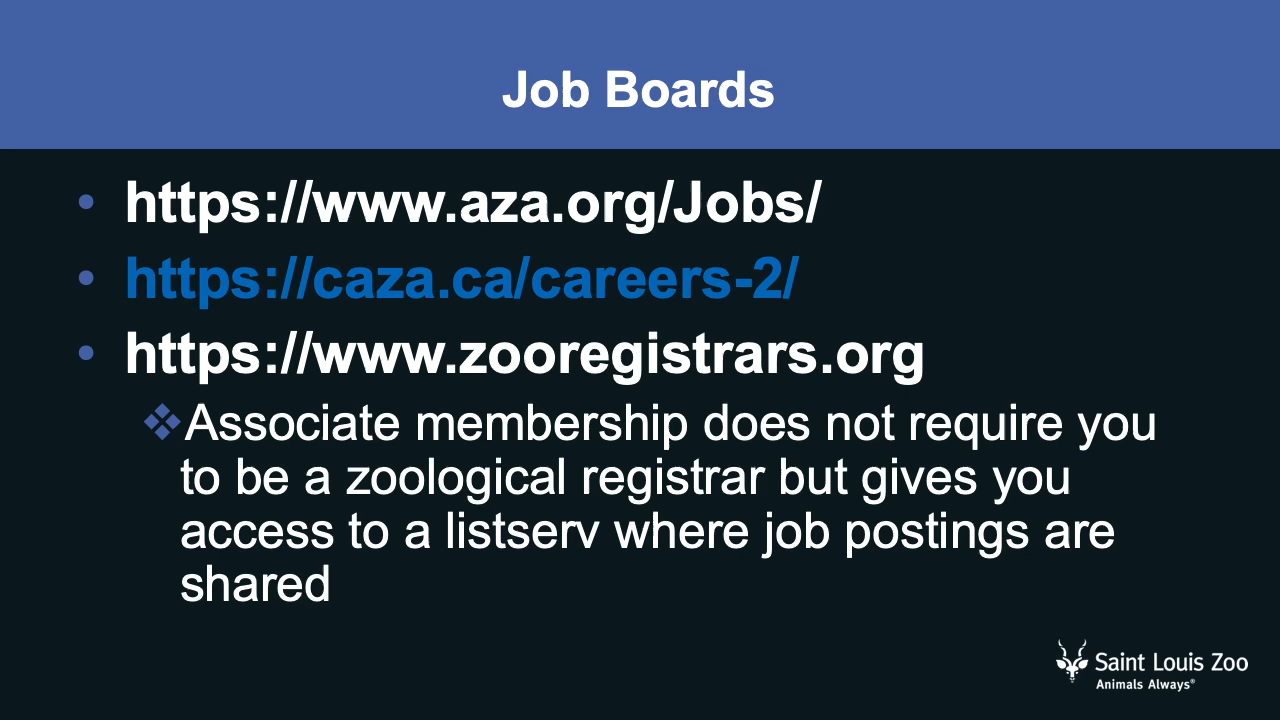 Job Boards
• https://www.aza.org/Jobs/
• https://caza.ca/careers-2/
• https://www.zooregistrars.org
❖Associate membership does not require you
to be a zoological registrar but gives you
access to a listserv where job postings are
shared
Saint Louis Zoo
Animals Always®